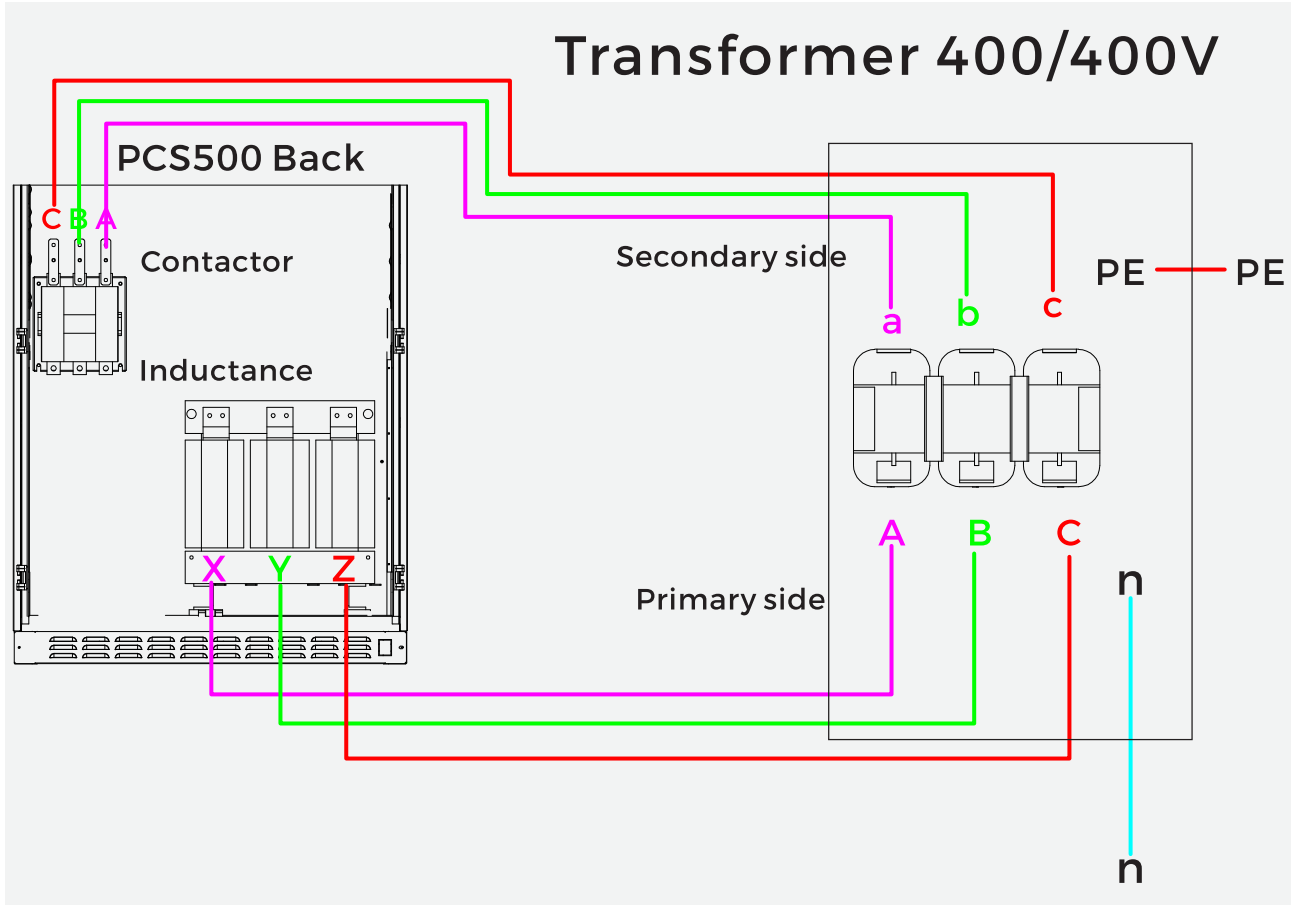 Transformer 400/400V
PCS500 Back
C B A
Contactor
Secondary side
PE PE
a b c
Inductance
A B C
X Y Z
n
Primary side
n